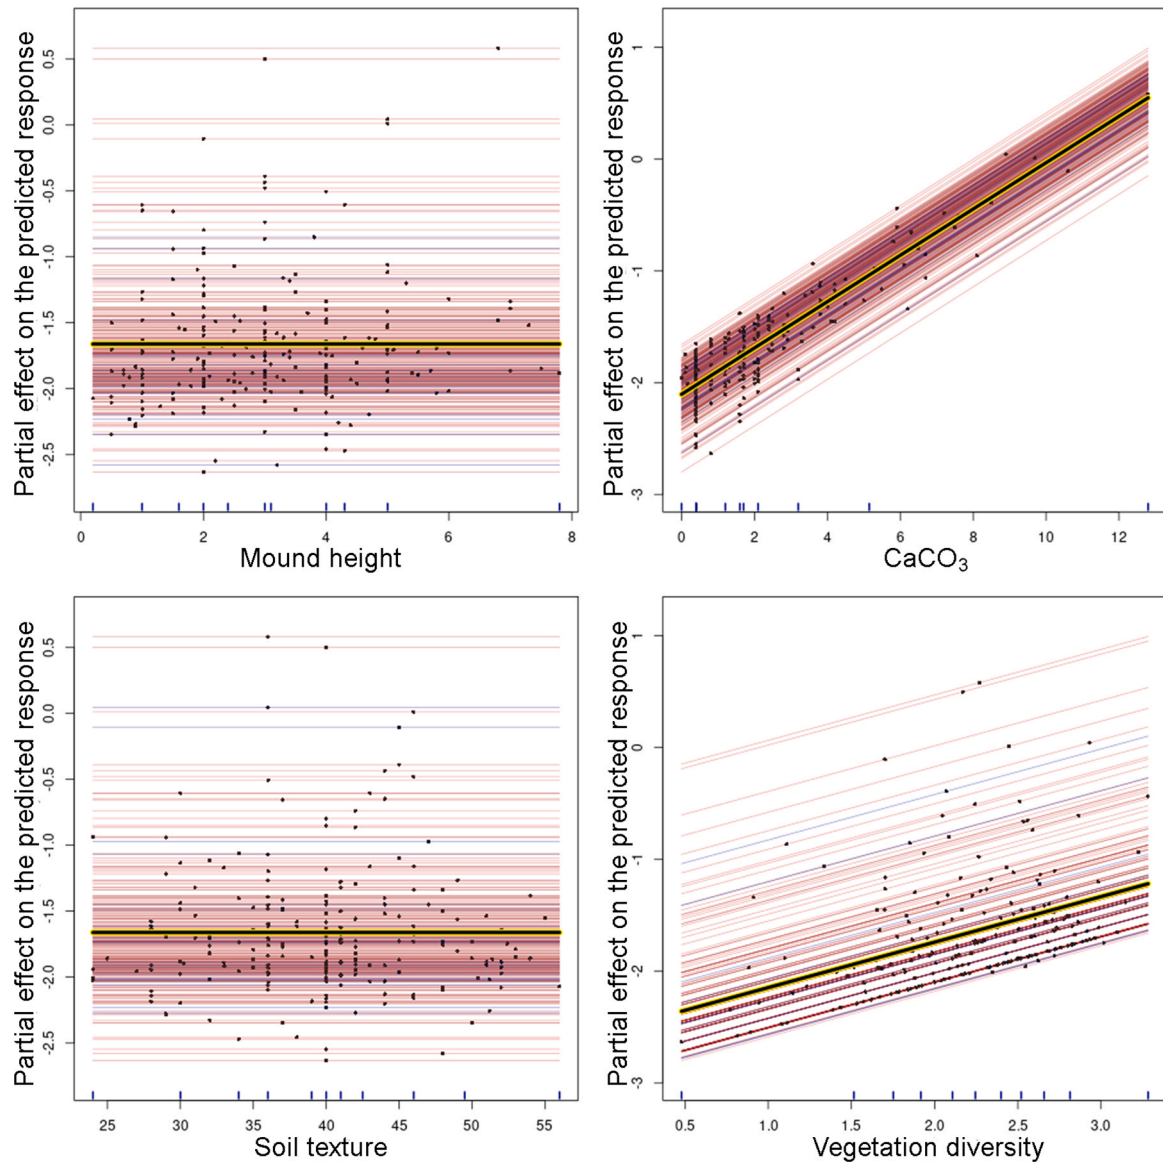 Partial effect on the predicted response
0.5
0.0
-0.5
-1.0
-1.5
-2.0
-2.5
0 2 4 6 8
Mound height
Partial effect on the predicted response
1
0
-1
-2
-3
0 2 4 6 8 10 12
CaCO₃
Partial effect on the predicted response
0.5
0.0
-0.5
-1.0
-1.5
-2.0
-2.5
25 30 35 40 45 50 55
Soil texture
Partial effect on the predicted response
1
0
-1
-2
-3
0.5 1.0 1.5 2.0 2.5 3.0
Vegetation diversity